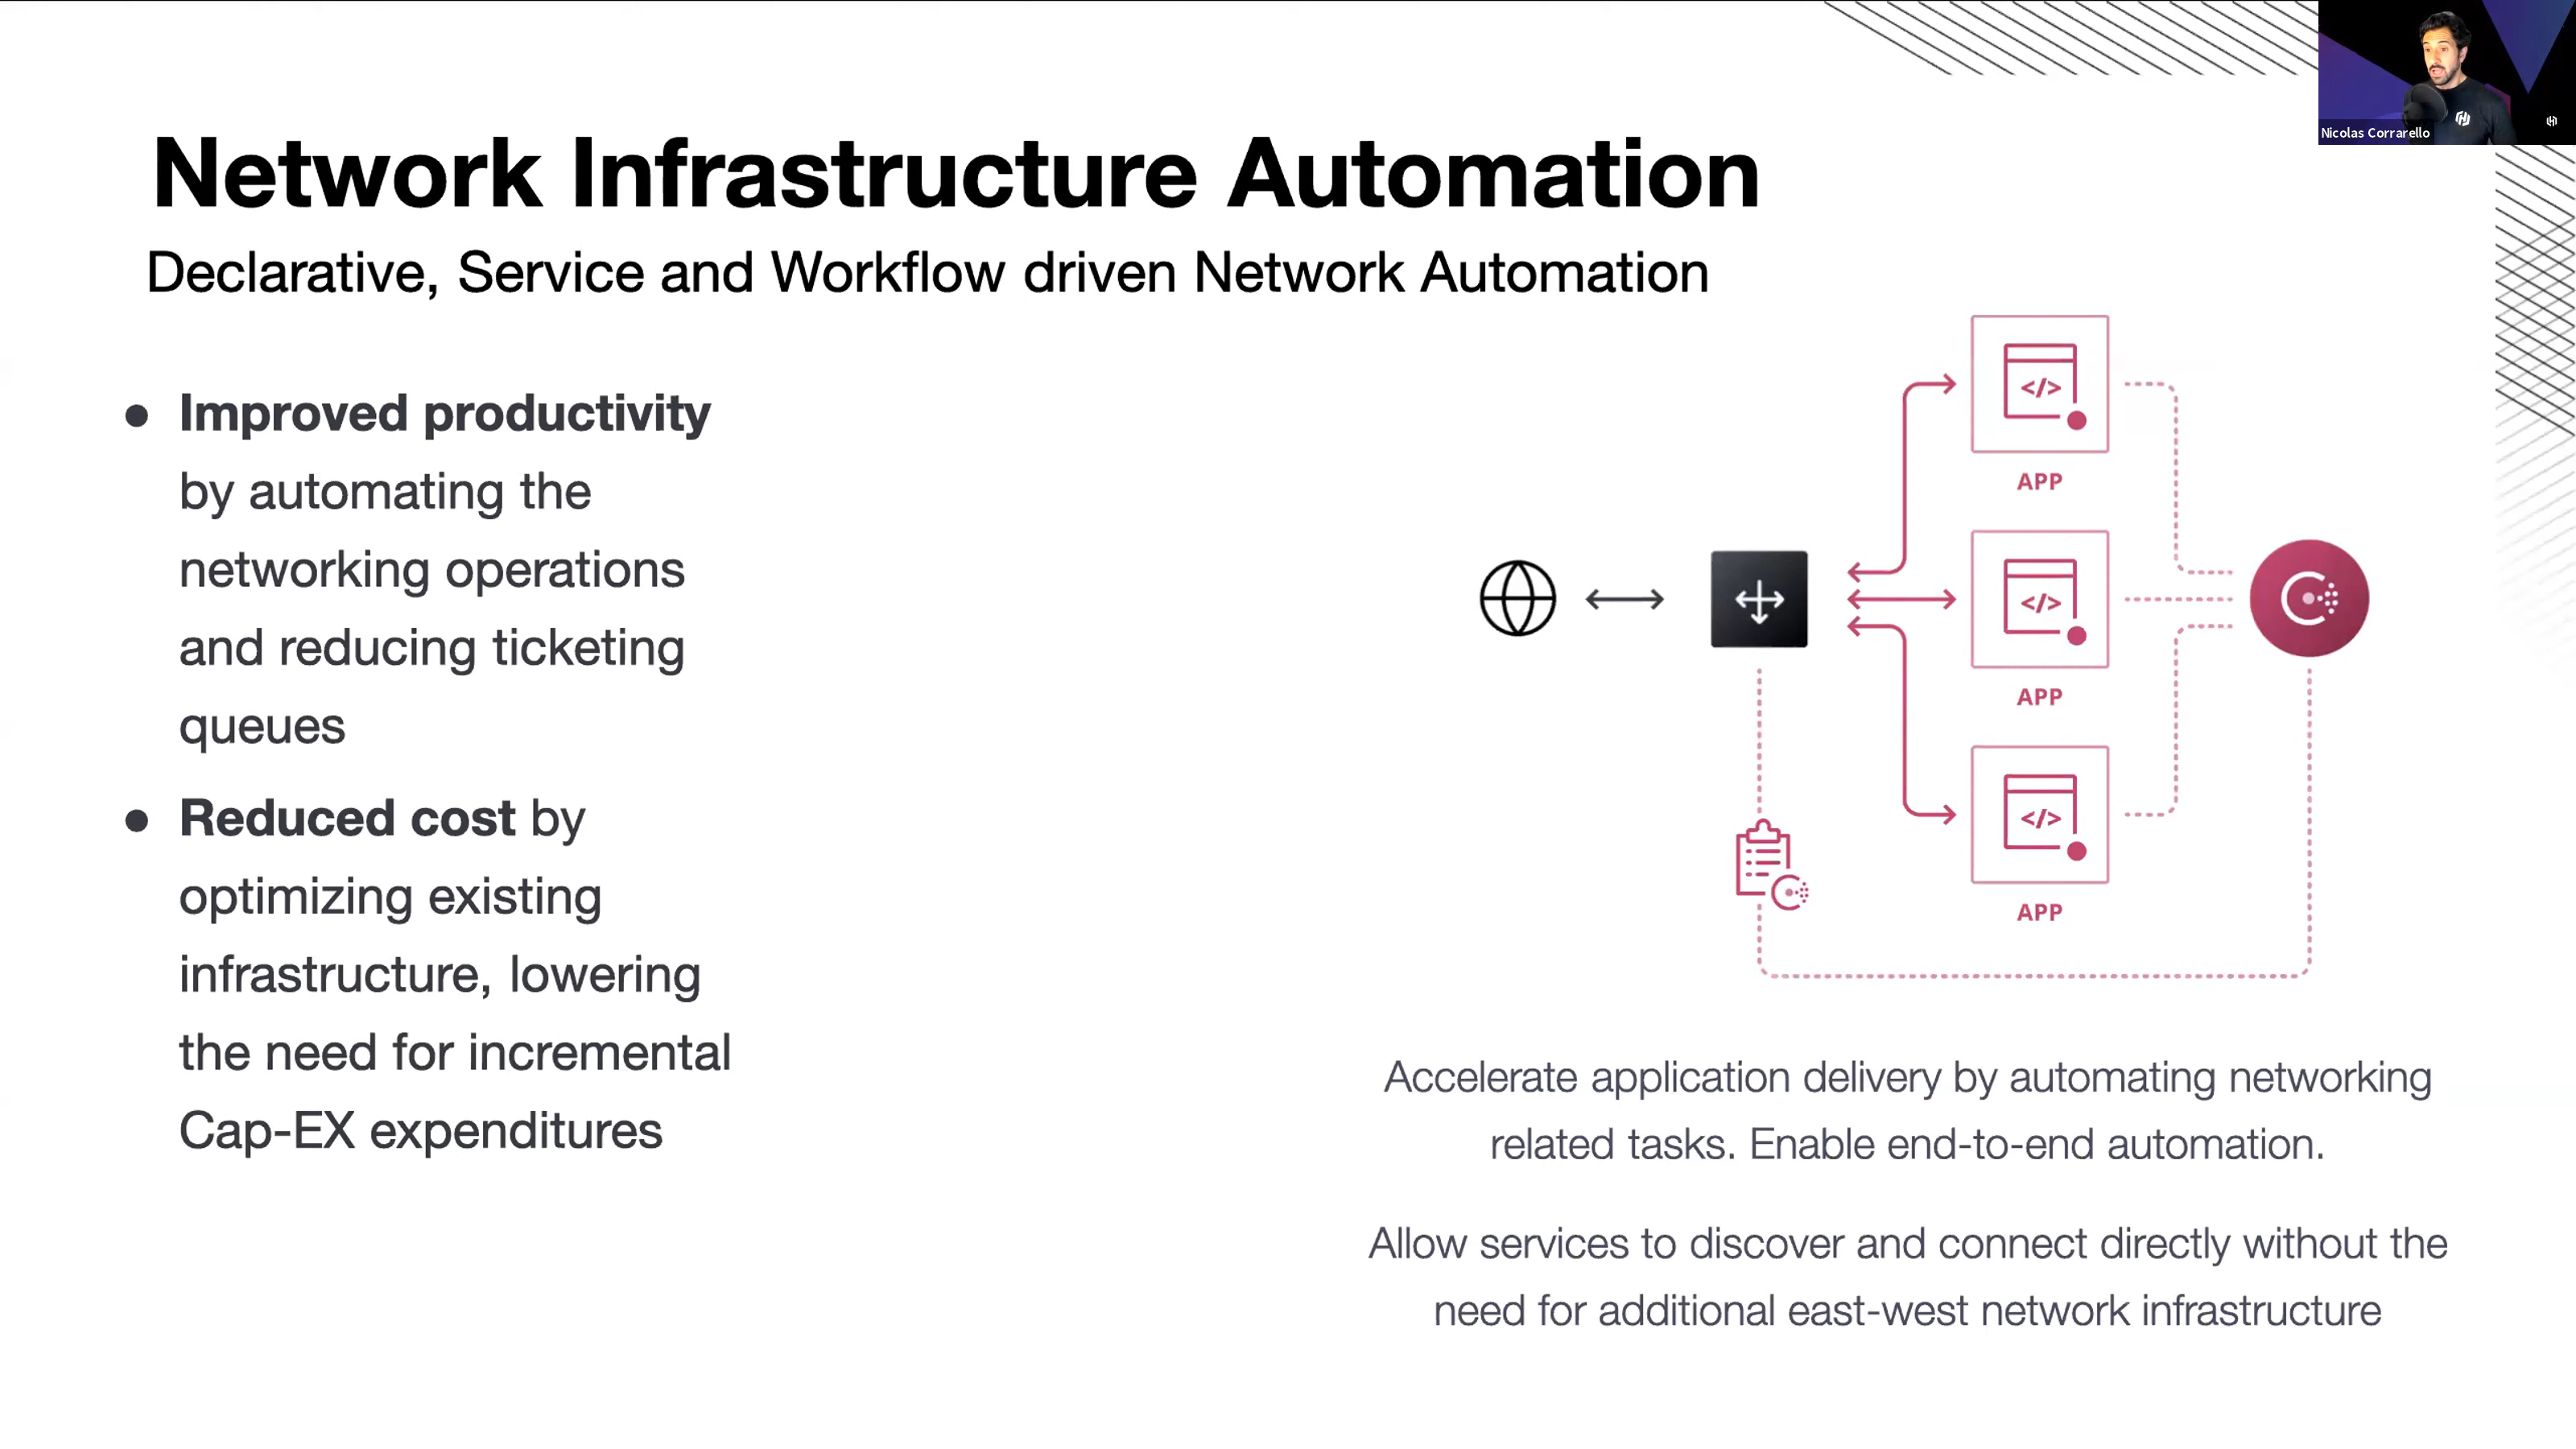 Nicolas Corrarello
Network Infrastructure Automation
Declarative, Service and Workflow driven Network Automation
● Improved productivity
by automating the
networking operations
and reducing ticketing
queues
● Reduced cost by
optimizing existing
infrastructure, lowering
the need for incremental
Cap-EX expenditures
</>
APP
</>
APP
</>
APP
Accelerate application delivery by automating networking
related tasks. Enable end-to-end automation.
Allow services to discover and connect directly without the
need for additional east-west network infrastructure